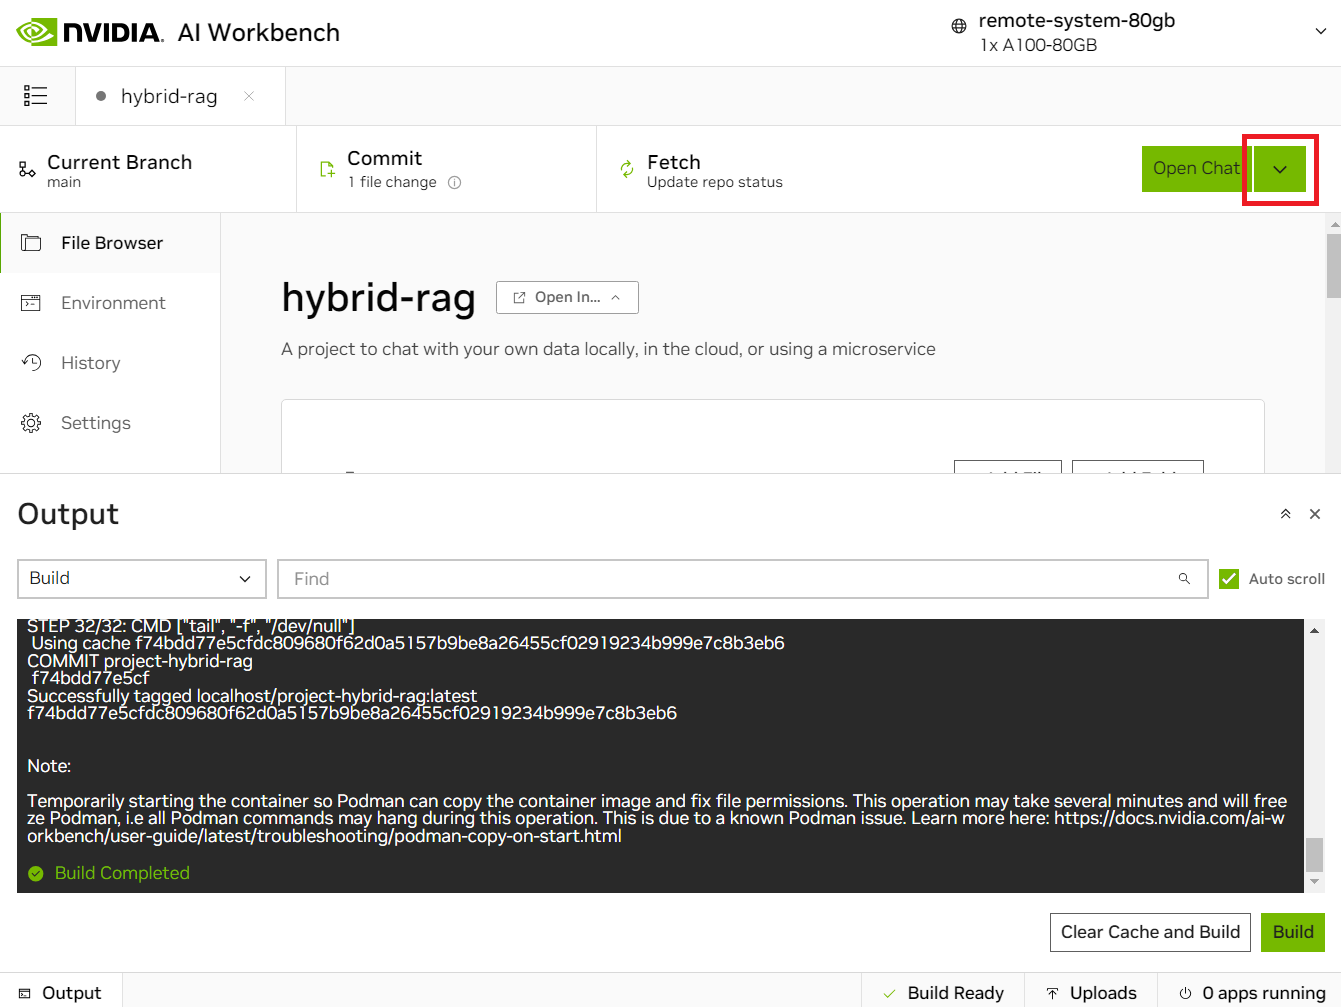 NVIDIA. AI Workbench
remote-system-80gb
1x A100-80GB
hybrid-rag
Current Branch
main
Commit
1 file change
Fetch
Update repo status
Open Chat
File Browser
Environment
History
Settings
hybrid-rag
Open In...
A project to chat with your own data locally, in the cloud, or using a microservice
Output
Build
Find
Auto scroll
STEP 32/32: CMD ["tail", "-f", "/dev/null"]
Using cache f74bdd77e5cfdc809680f62d0a5157b9be8a26455cf02919234b999e7c8b3eb6
COMMIT project-hybrid-rag
f74bdd77e5cf
Successfully tagged localhost/project-hybrid-rag:latest
f74bdd77e5cfdc809680f62d0a5157b9be8a26455cf02919234b999e7c8b3eb6
Note:
Temporarily starting the container so Podman can copy the container image and fix file permissions. This operation may take several minutes and will free
ze Podman, i.e all Podman commands may hang during this operation. This is due to a known Podman issue. Learn more here: https://docs.nvidia.com/ai-w
orkbench/user-guide/latest/troubleshooting/podman-copy-on-start.html
Build Completed
Clear Cache and Build
Build
Output
Build Ready
Uploads
0 apps running